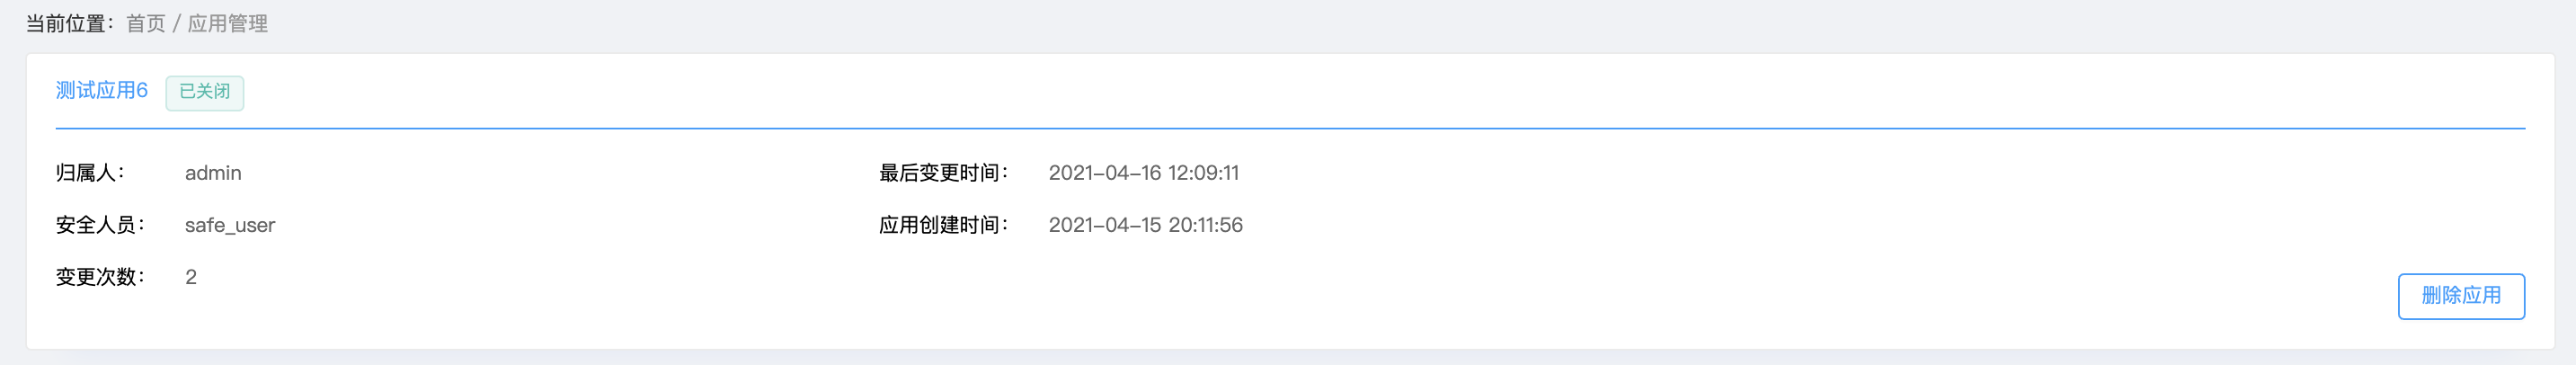 当前位置：首页 / 应用管理
测试应用6 已关闭
归属人： admin 最后变更时间： 2021-04-16 12:09:11
安全人员： safe_user 应用创建时间： 2021-04-15 20:11:56
变更次数： 2
删除应用